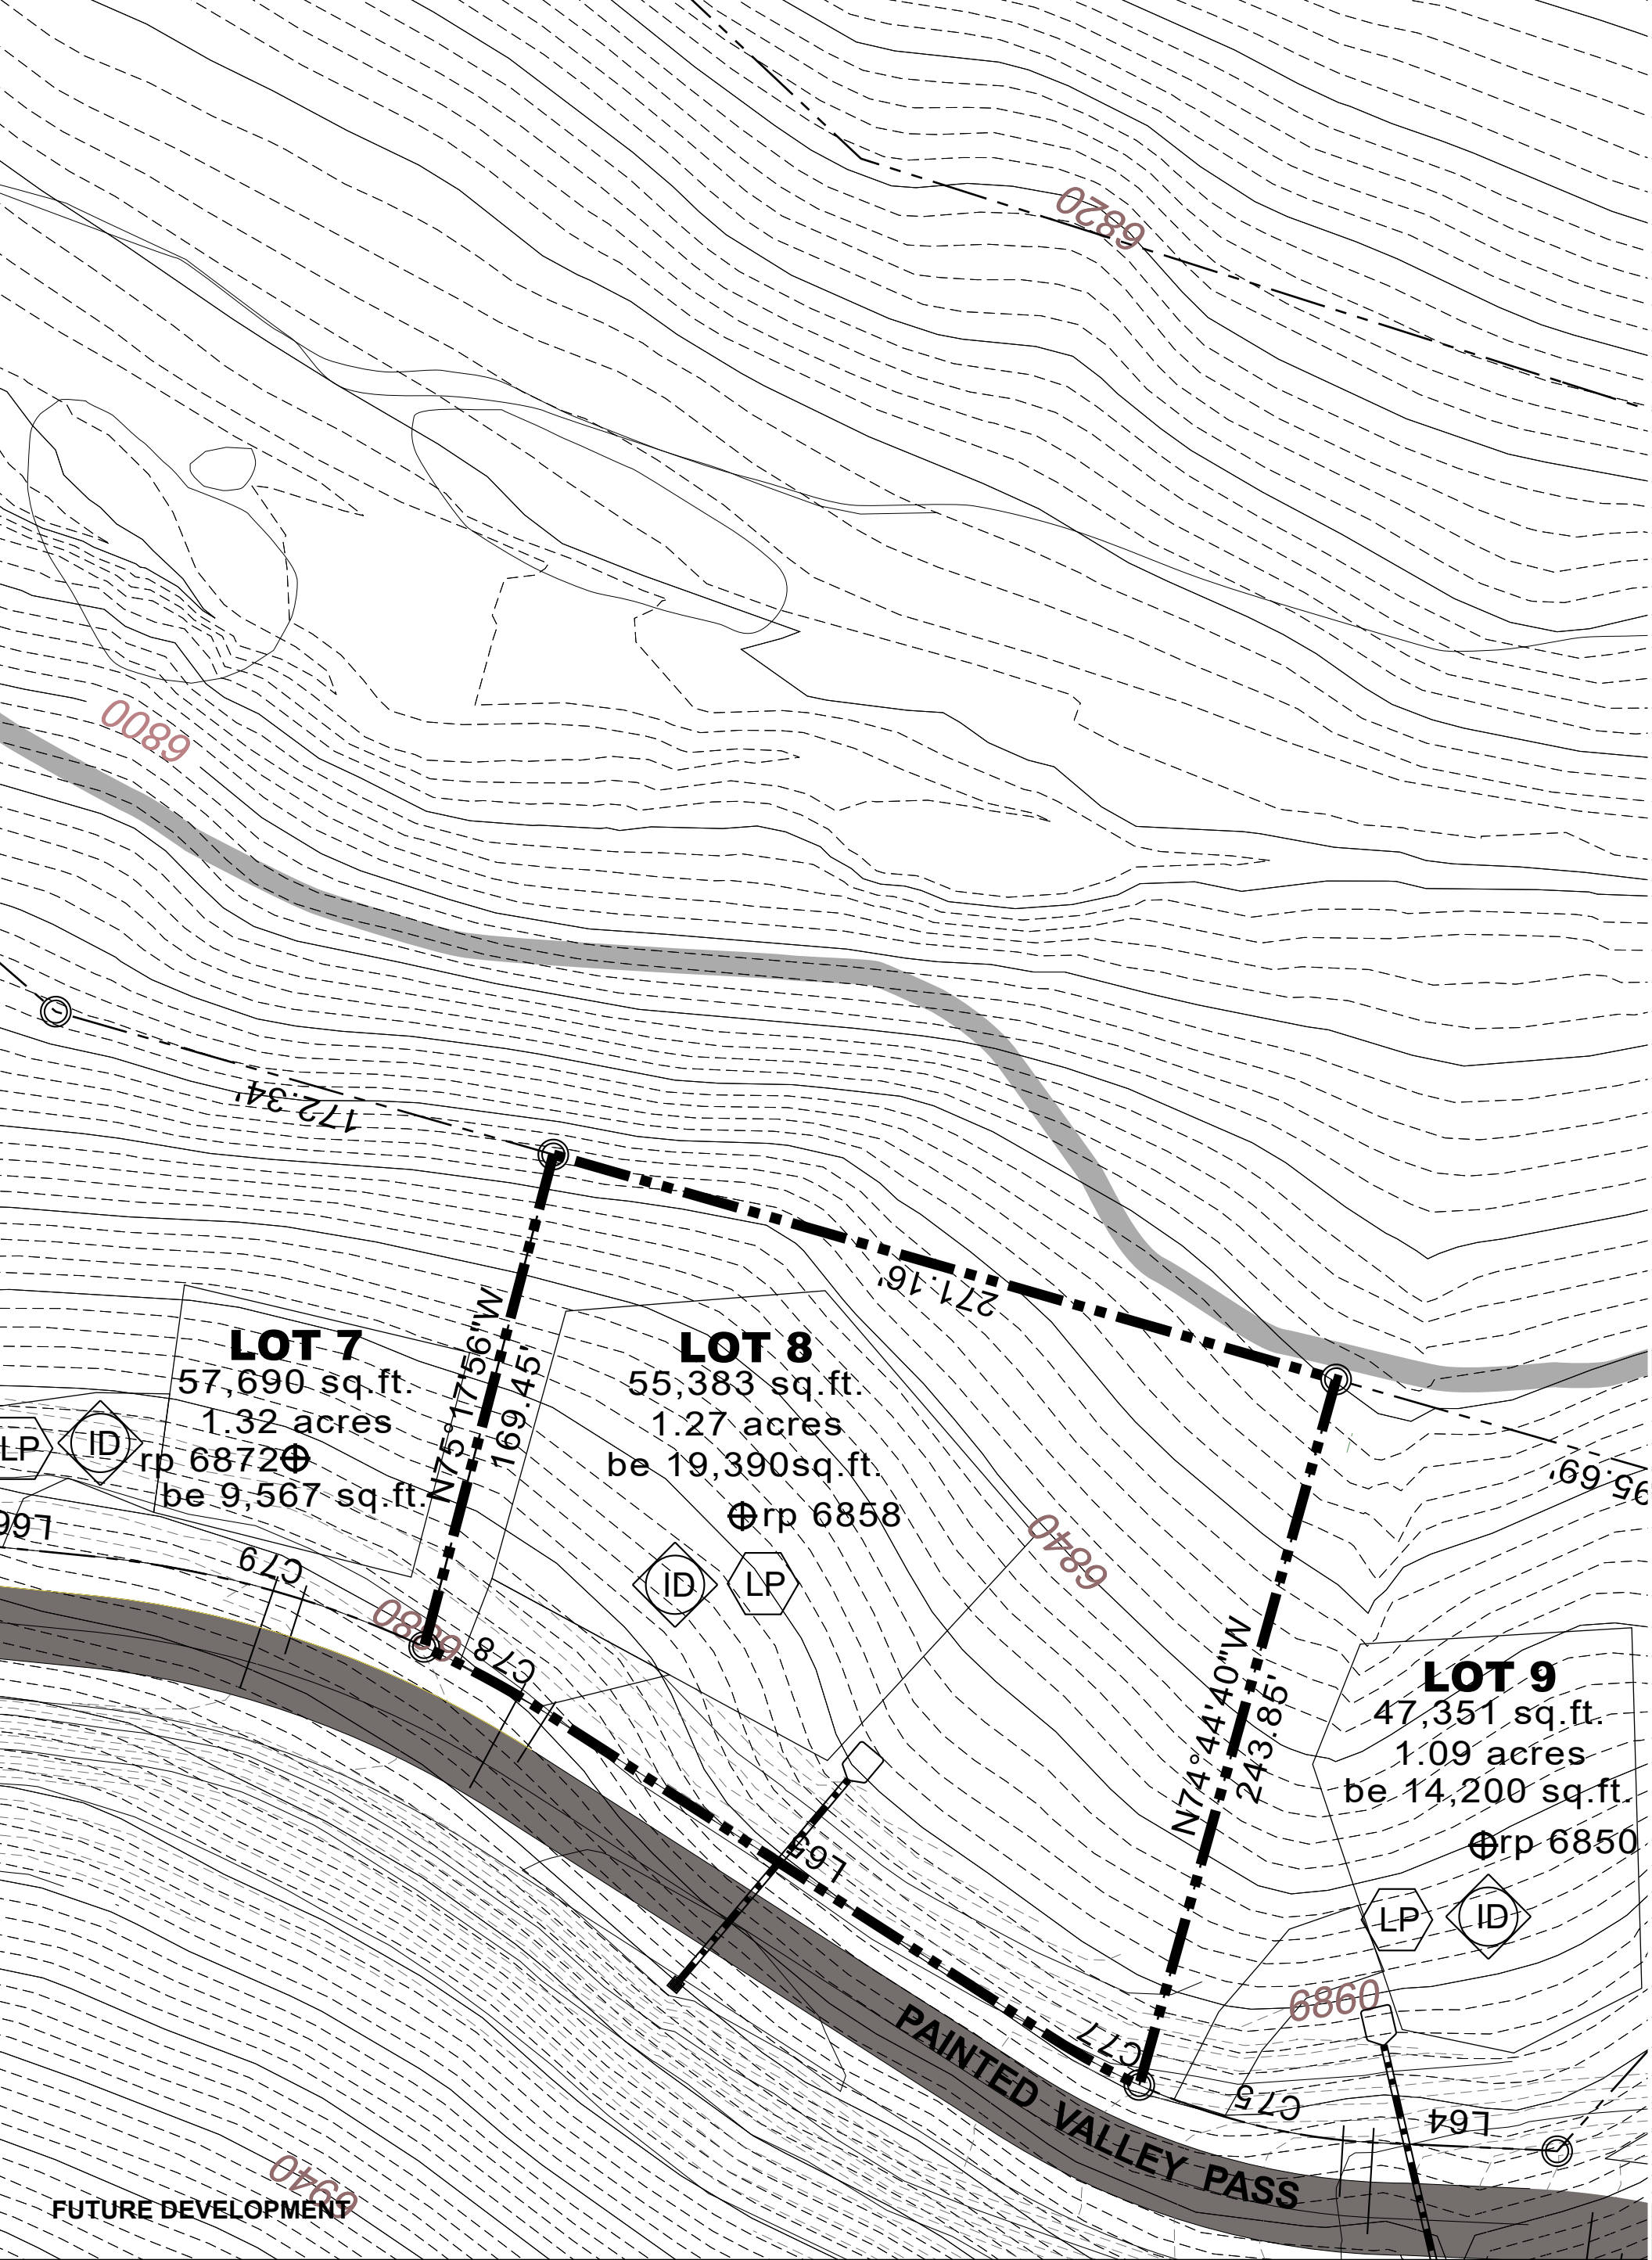 6820
6800
172.34'
271.16'
N75°17'56"W
169.45'
LOT 7
57,690 sq.ft.
1.32 acres
rp 6872
be 9,567 sq.ft.
LP
ID
LOT 8
55,383 sq.ft.
1.27 acres
be 19,390sq.ft.
rp 6858
ID
LP
6840
95.69'
L66
C79
6880
C78
L65
N74°44'40"W
243.85'
LOT 9
47,351 sq.ft.
1.09 acres
be 14,200 sq.ft.
rp 6850
LP
ID
6860
C77
C75
L64
PAINTED VALLEY PASS
6940
FUTURE DEVELOPMENT